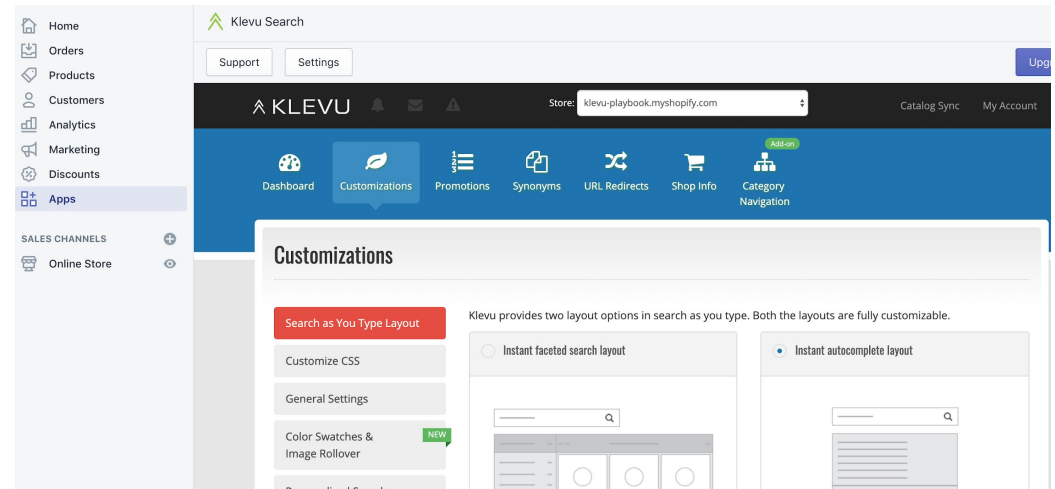 Home
Orders
Products
Customers
Analytics
Marketing
Discounts
Apps
SALES CHANNELS
Online Store
Klevu Search
Support
Settings
KLEVU
Store:
klevu-playbook.myshopify.com
Catalog Sync
My Account
Dashboard
Customizations
1
2
3
Promotions
Synonyms
URL Redirects
Shop Info
Add-on
Category
Navigation
Customizations
Search as You Type Layout
Customize CSS
General Settings
Color Swatches &
Image Rollover
NEW
Klevu provides two layout options in search as you type. Both the layouts are fully customizable.
Instant faceted search layout
Instant autocomplete layout